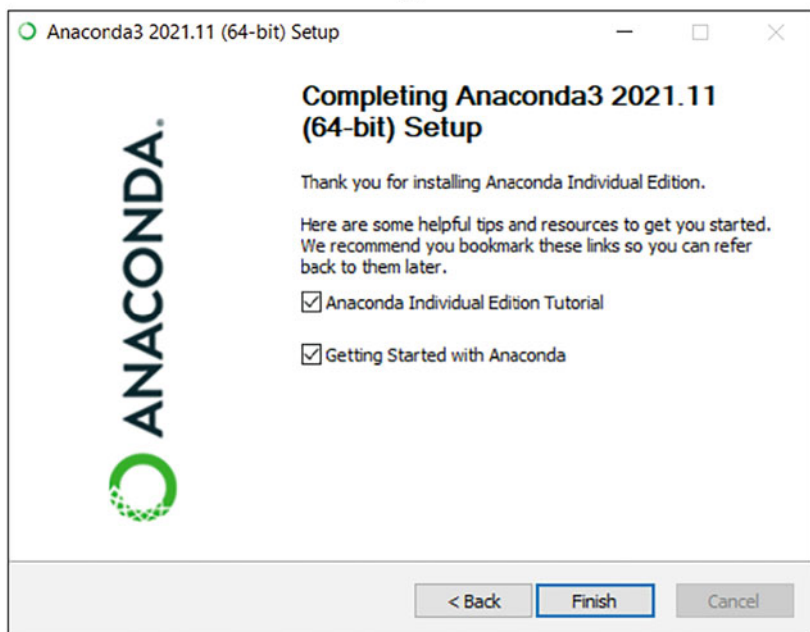 Anaconda3 2021.11 (64-bit) Setup
Completing Anaconda3 2021.11
(64-bit) Setup
Thank you for installing Anaconda Individual Edition.
Here are some helpful tips and resources to get you started.
We recommend you bookmark these links so you can refer
back to them later.
Anaconda Individual Edition Tutorial
Getting Started with Anaconda
ANACONDA.
< Back
Finish
Cancel